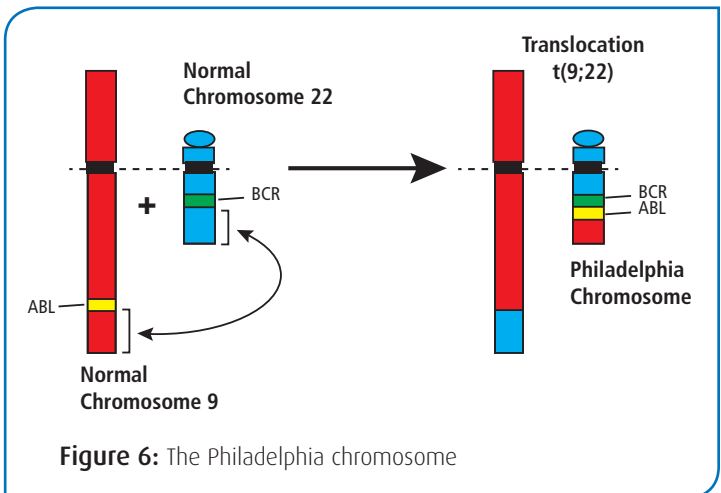 Normal
Chromosome 22
BCR
+
ABL
Normal
Chromosome 9
Translocation
t(9;22)
BCR
ABL
Philadelphia
Chromosome
Figure 6: The Philadelphia chromosome